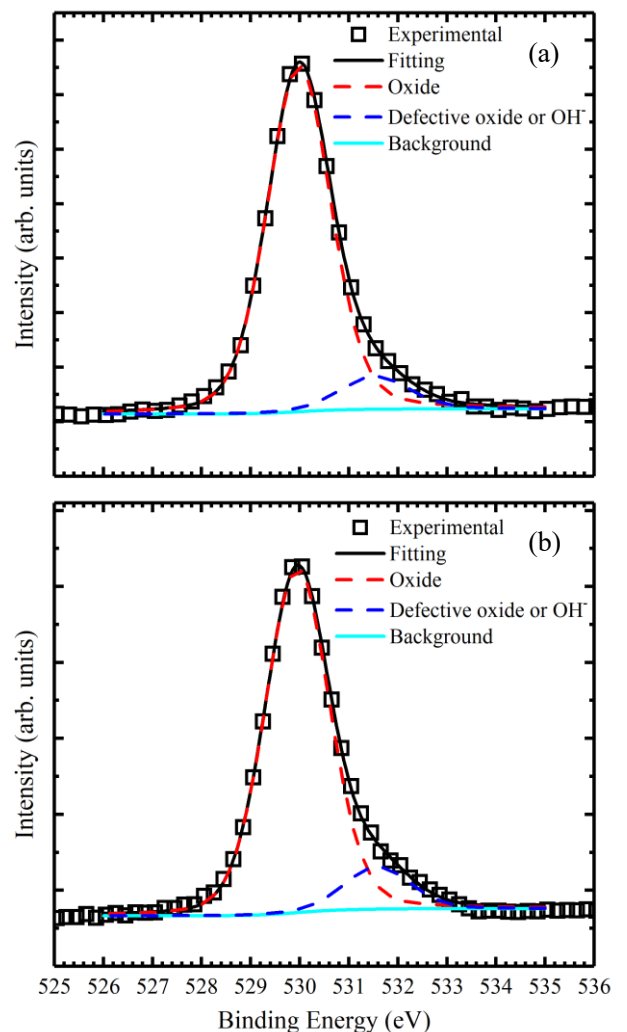 (a)
Experimental
Fitting
Oxide
Defective oxide or OH⁻
Background
Intensity (arb. units)
(b)
Experimental
Fitting
Oxide
Defective oxide or OH⁻
Background
Intensity (arb. units)
525 526 527 528 529 530 531 532 533 534 535 536
Binding Energy (eV)